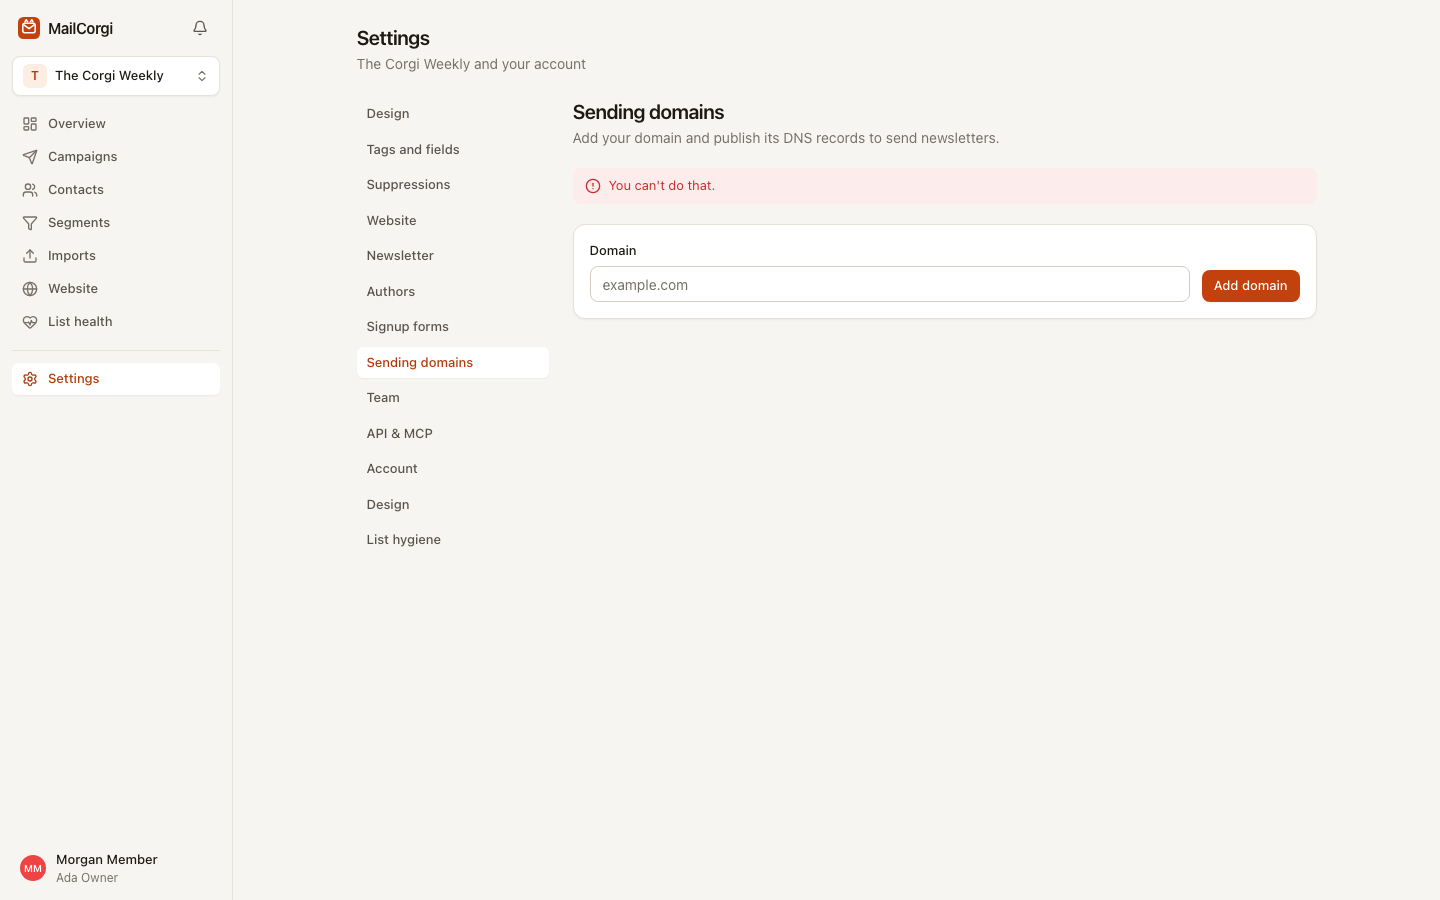 MailCorgi
T The Corgi Weekly
Overview
Campaigns
Contacts
Segments
Imports
Website
List health
Settings
MM
Morgan Member
Ada Owner
Settings
The Corgi Weekly and your account
Design
Tags and fields
Suppressions
Website
Newsletter
Authors
Signup forms
Sending domains
Team
API & MCP
Account
Design
List hygiene
Sending domains
Add your domain and publish its DNS records to send newsletters.
You can't do that.
Domain
example.com
Add domain